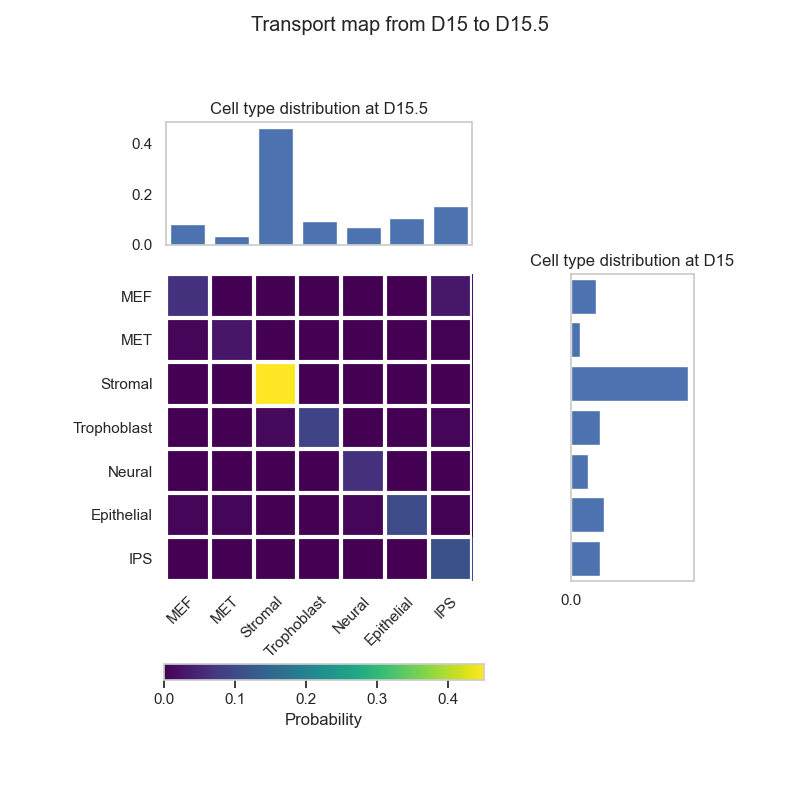 Transport map from D15 to D15.5
Cell type distribution at D15.5
0.4
0.2
0.0
Cell type distribution at D15
MEF
MET
Stromal
Trophoblast
Neural
Epithelial
IPS
0.0
MEF
MET
Stromal
Trophoblast
Neural
Epithelial
IPS
0.0
0.1
0.2
0.3
0.4
Probability